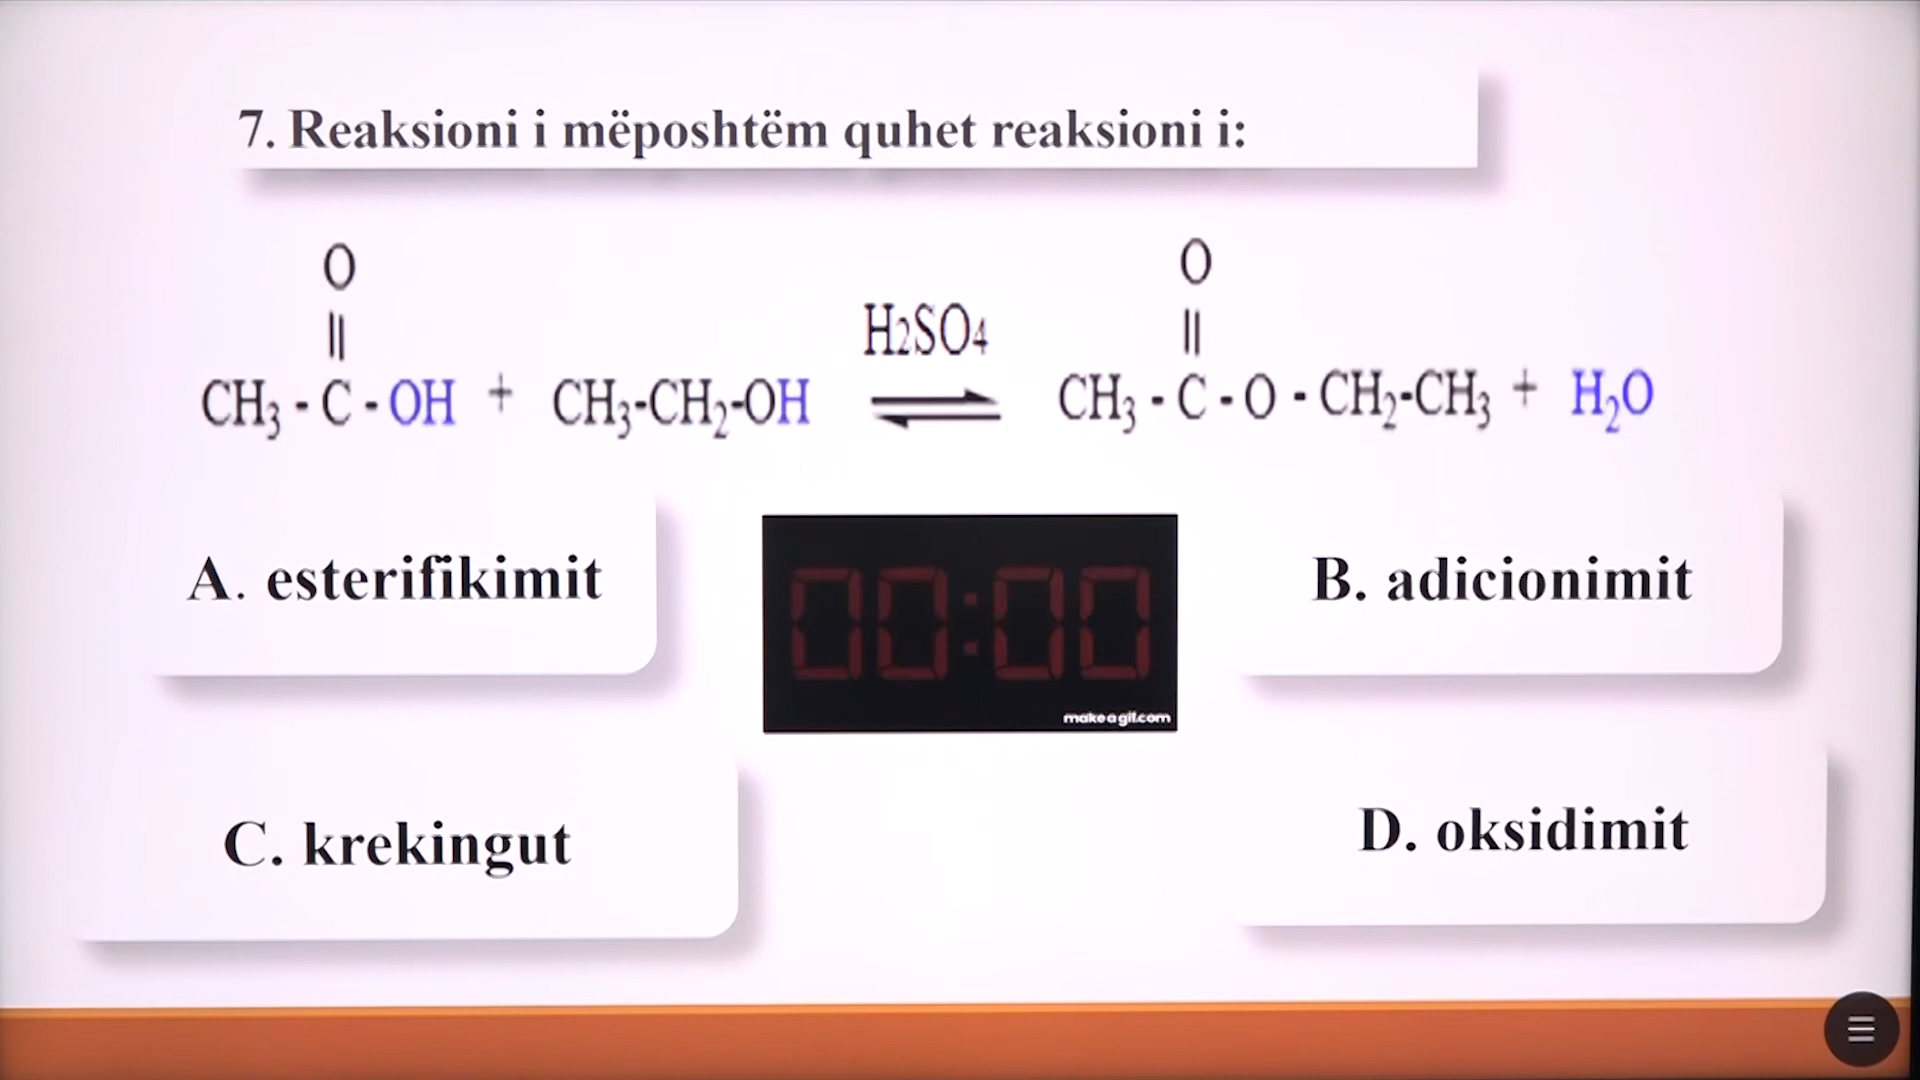 7. Reaksioni i mëposhtëm quhet reaksioni i:
O
||
CH3 - C - OH + CH3-CH2-OH
H2SO4
⇌
O
||
CH3 - C - O - CH2-CH3 + H2O
A. esterifikimit
00:00
makeagif.com
B. adicionimit
C. krekingut
D. oksidimit